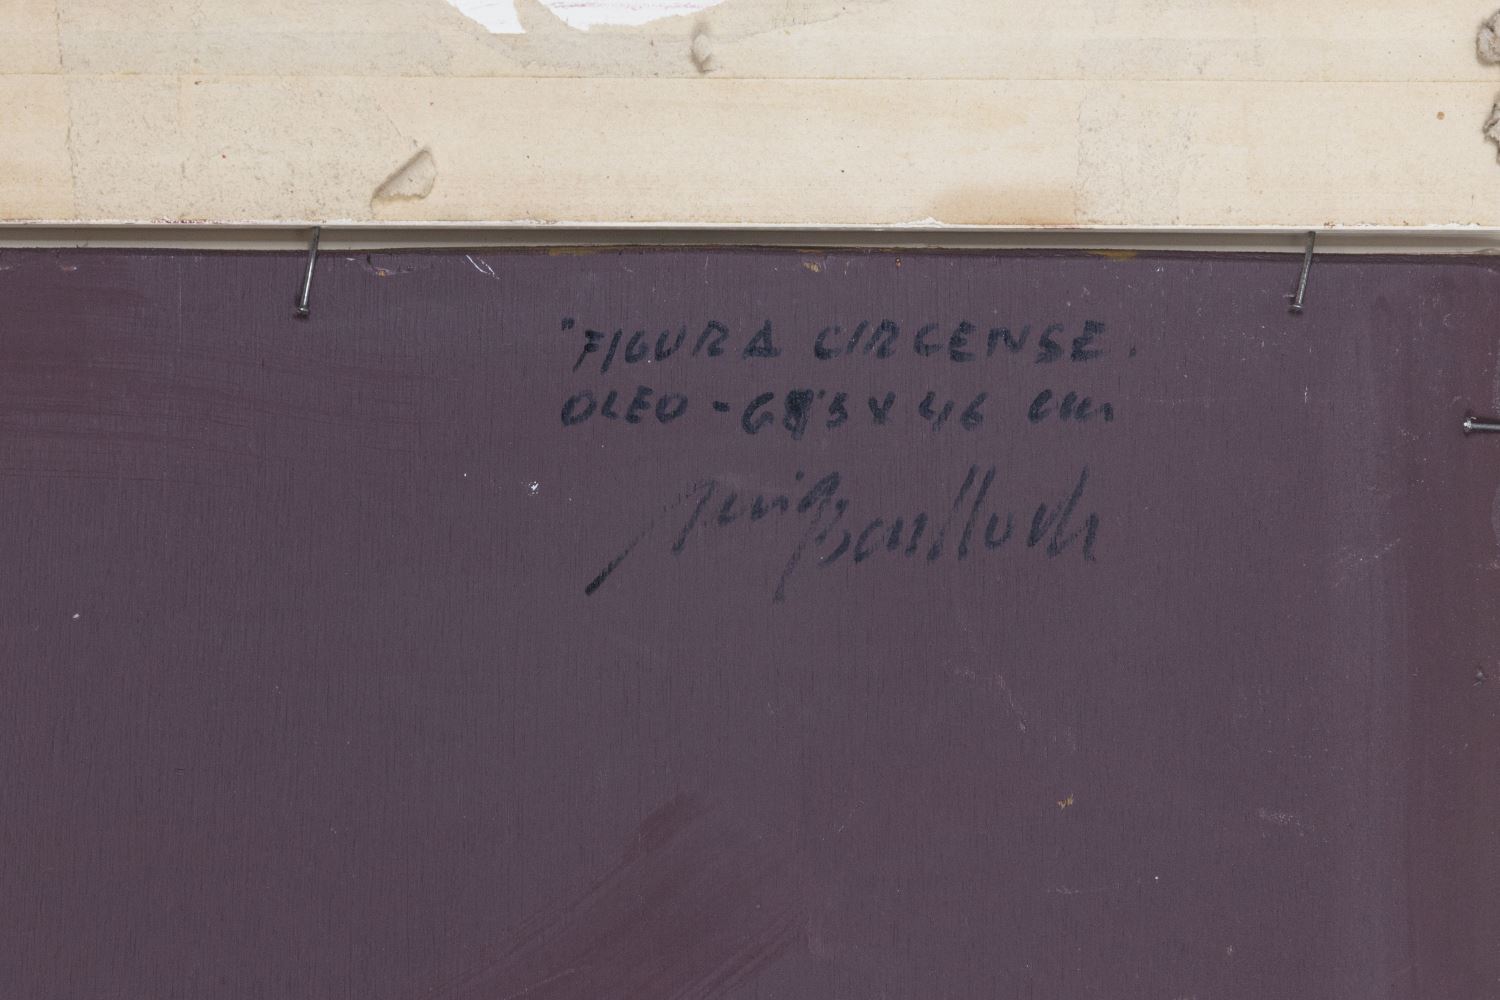 "FIGURA CIRCENSE.
OLEO - 68'5 X 46 cm